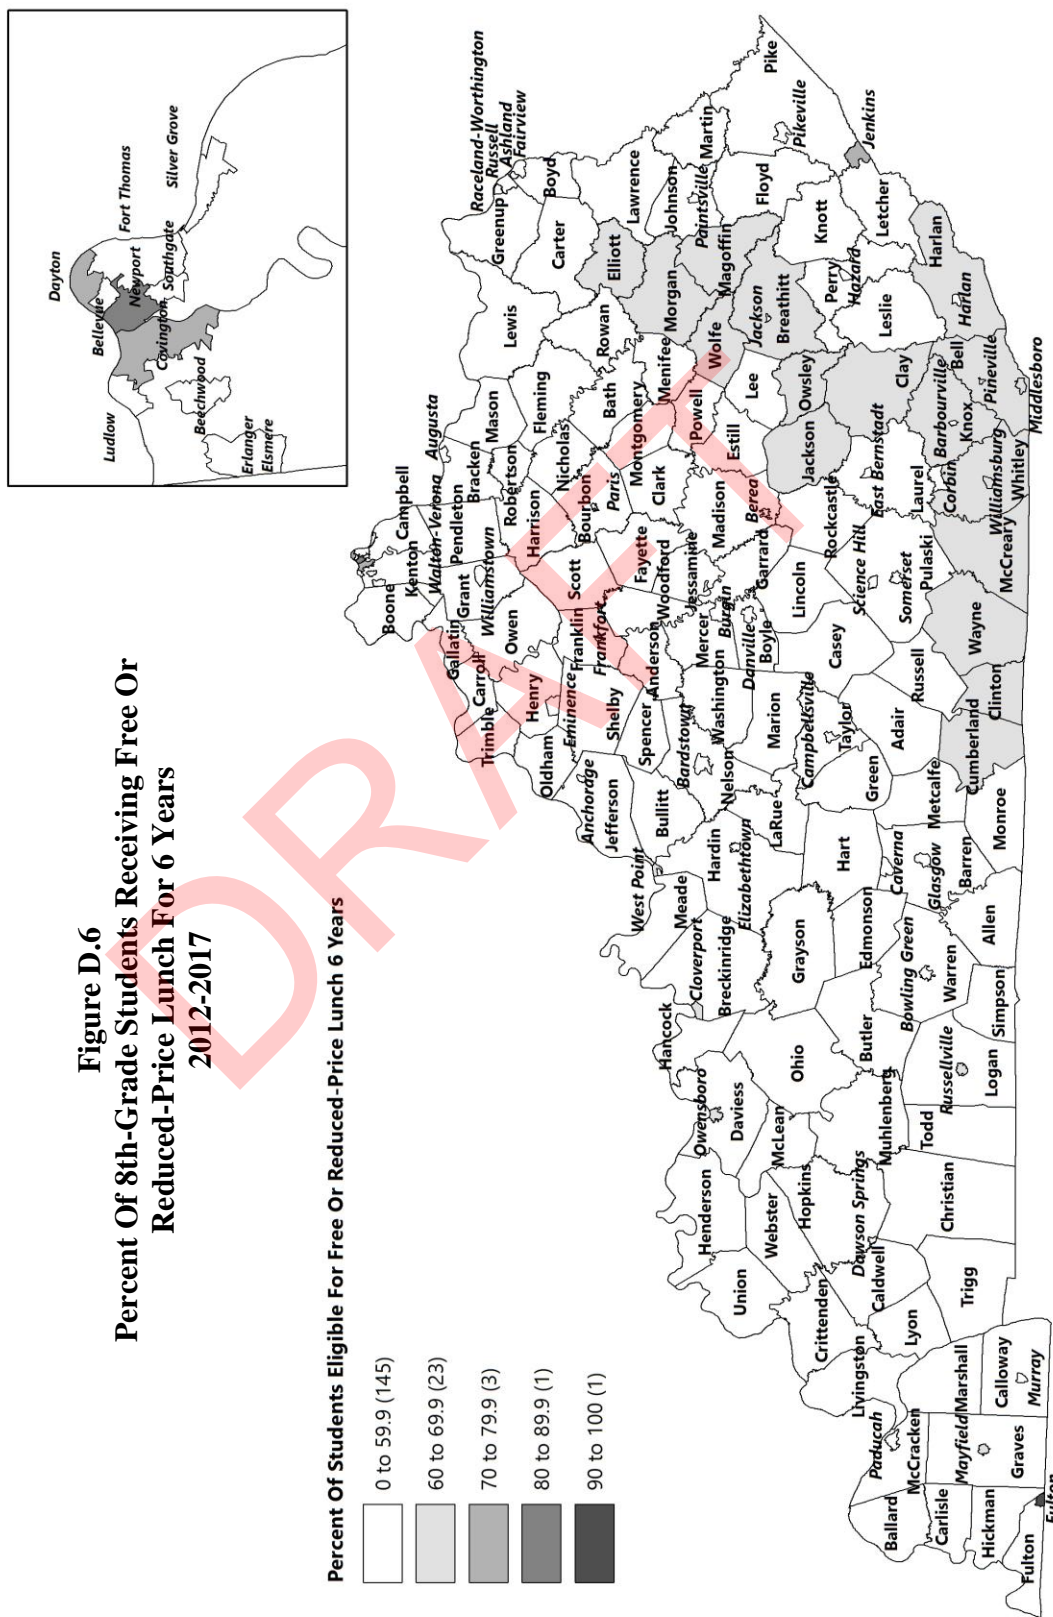 Figure D.6
Percent Of 8th-Grade Students Receiving Free Or
Reduced-Price Lunch For 6 Years
2012-2017
Percent Of Students Eligible For Free Or Reduced-Price Lunch 6 Years
0 to 59.9 (145)
60 to 69.9 (23)
70 to 79.9 (3)
80 to 89.9 (1)
90 to 100 (1)
DRAFT
Dayton
Bellevue
Fort Thomas
Newport
Ludlow
Covington
Southgate
Silver Grove
Beechwood
Erlanger
Elsmere
Boone
Kenton
Campbell
Walton-Verona
Gallatin
Grant
Pendleton
Bracken
Augusta
Trimble
Carroll
Owen
Williamstown
Robertson
Mason
Lewis
Greenup
Raceland-Worthington
Russell
Ashland
Fairview
Boyd
Oldham
Henry
Eminence
Franklin
Frankfort
Scott
Harrison
Nicholas
Fleming
Rowan
Carter
Elliott
Lawrence
Anchorage
Jefferson
Shelby
Spencer
Anderson
Woodford
Fayette
Bourbon
Paris
Montgomery
Clark
Bath
Menifee
Morgan
Johnson
Paintsville
Martin
Bullitt
Bardstown
Nelson
Washington
Mercer
Burgin
Jessamine
Madison
Berea
Estill
Powell
Wolfe
Magoffin
Floyd
Pike
Pikeville
West Point
Meade
Hardin
Elizabethtown
LaRue
Marion
Danville
Boyle
Garrard
Lincoln
Rockcastle
Jackson
Lee
Owsley
Breathitt
Jackson
Knott
Perry
Hazard
Letcher
Jenkins
Hancock
Cloverport
Breckinridge
Grayson
Hart
Green
Campbellsville
Taylor
Casey
Science Hill
Somerset
Pulaski
Laurel
East Bernstadt
Clay
Leslie
Harlan
Harlan
Henderson
Owensboro
Daviess
McLean
Ohio
Butler
Edmonson
Caverna
Glasgow
Barren
Metcalfe
Adair
Russell
Wayne
McCreary
Whitley
Williamsburg
Corbin
Barbourville
Knox
Bell
Pineville
Middlesboro
Union
Webster
Hopkins
Dawson Springs
Muhlenberg
Todd
Russellville
Logan
Bowling Green
Warren
Simpson
Allen
Monroe
Cumberland
Clinton
Crittenden
Livingston
Caldwell
Lyon
Trigg
Christian
Paducah
McCracken
Ballard
Carlisle
Hickman
Fulton
Fulton
Mayfield
Graves
Marshall
Calloway
Murray